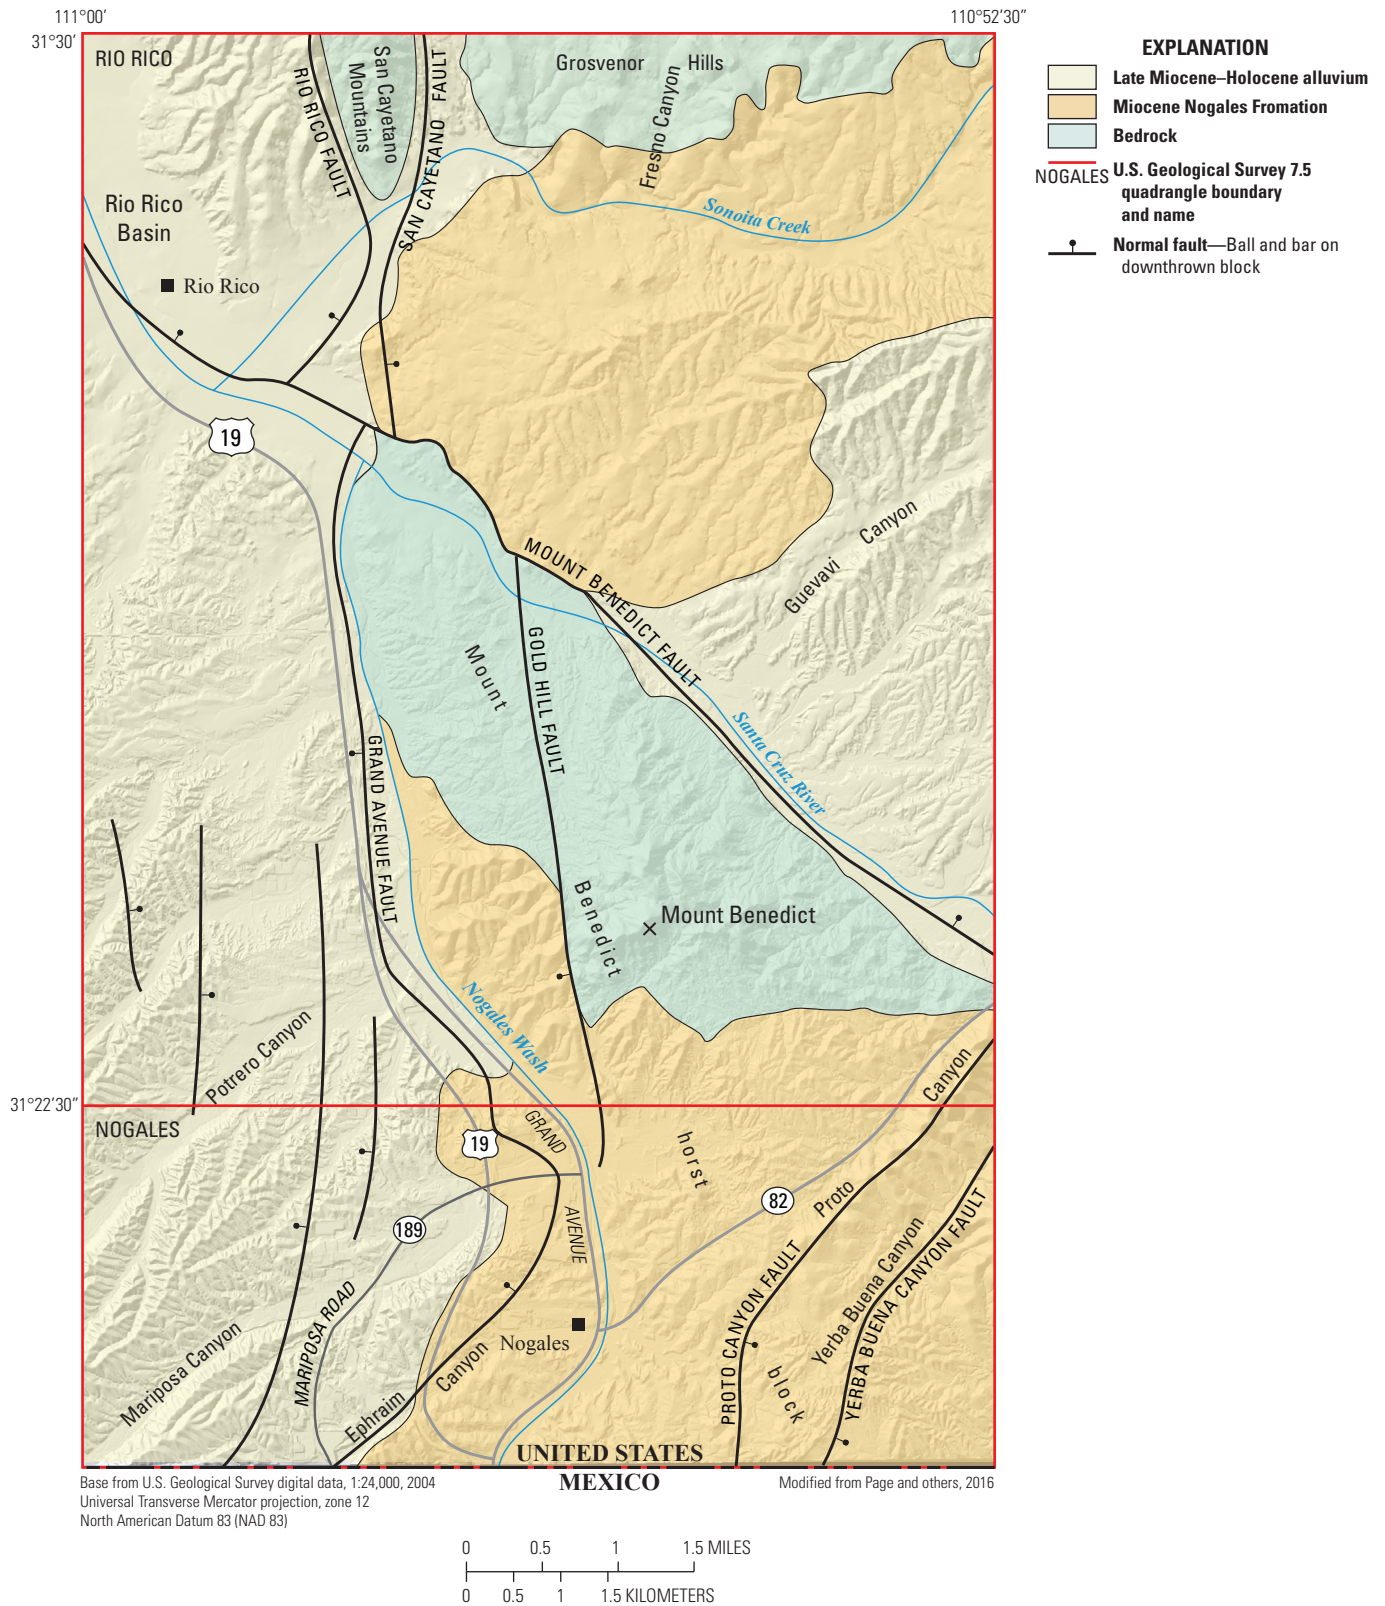 111°00′
110°52′30″
31°30′
RIO RICO
San Cayetano
Mountains
RIO RICO FAULT
SAN CAYETANO FAULT
Grosvenor Hills
Fresno Canyon
Sonoita Creek
Rio Rico
Basin
Rio Rico
19
Guevavi Canyon
MOUNT BENEDICT FAULT
GOLD HILL FAULT
Mount
Benedict
horst
block
Santa Cruz River
GRAND AVENUE FAULT
Mount Benedict
Nogales Wash
Potrero Canyon
31°22′30″
NOGALES
19
GRAND
AVENUE
189
82
Proto
Canyon
PROTO CANYON FAULT
Yerba Buena Canyon
YERBA BUENA CANYON FAULT
MARIPOSA ROAD
Mariposa Canyon
Ephraim
Canyon
Nogales
UNITED STATES
MEXICO
EXPLANATION
Late Miocene–Holocene alluvium
Miocene Nogales Fromation
Bedrock
NOGALES
U.S. Geological Survey 7.5
quadrangle boundary
and name
Normal fault—Ball and bar on
downthrown block
Base from U.S. Geological Survey digital data, 1:24,000, 2004
Universal Transverse Mercator projection, zone 12
North American Datum 83 (NAD 83)
Modified from Page and others, 2016
0 0.5 1 1.5 MILES
0 0.5 1 1.5 KILOMETERS